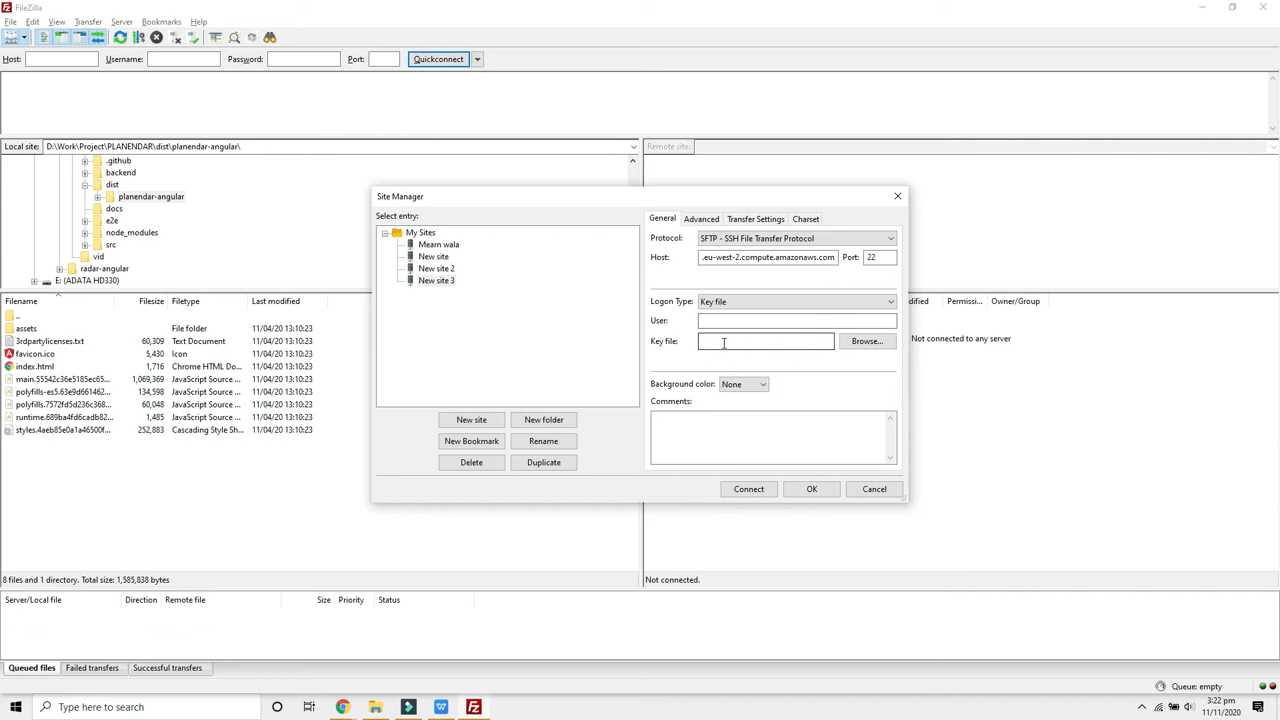 FileZilla
File Edit View Transfer Server Bookmarks Help
Host: Username: Password: Port: Quickconnect
Local site: D:\Work\Project\PLANENDAR\dist\planendar-angular\
Remote site:
.github
backend
dist
planendar-angular
docs
e2e
node_modules
src
vid
radar-angular
E: (ADATA HD330)
Filename Filesize Filetype Last modified
..
assets File folder 11/04/20 13:10:23
3rdpartylicenses.txt 60,309 Text Document 11/04/20 13:10:23
favicon.ico 5,430 Icon 11/04/20 13:10:23
index.html 1,716 Chrome HTML Do... 11/04/20 13:10:23
main.55542c36e5185ec65... 1,069,369 JavaScript Source ... 11/04/20 13:10:23
polyfills-es5.63e9d661462... 134,598 JavaScript Source ... 11/04/20 13:10:23
polyfills.7572fd5d236c368... 60,048 JavaScript Source ... 11/04/20 13:10:23
runtime.689ba4fd6cadb82... 1,485 JavaScript Source ... 11/04/20 13:10:23
styles.4aeb85e0a1a46500f... 252,883 Cascading Style Sh... 11/04/20 13:10:23
8 files and 1 directory. Total size: 1,585,838 bytes
Site Manager
Select entry:
My Sites
Mearn wala
New site
New site 2
New site 3
New site New folder
New Bookmark Rename
Delete Duplicate
General Advanced Transfer Settings Charset
Protocol: SFTP - SSH File Transfer Protocol
Host: .eu-west-2.compute.amazonaws.com Port: 22
Logon Type: Key file
User:
Key file: Browse...
Background color: None
Comments:
Connect OK Cancel
dified Permissi... Owner/Group
Not connected to any server
Not connected.
Server/Local file Direction Remote file Size Priority Status
Queued files Failed transfers Successful transfers
Queue: empty
Type here to search
3:22 pm
11/11/2020